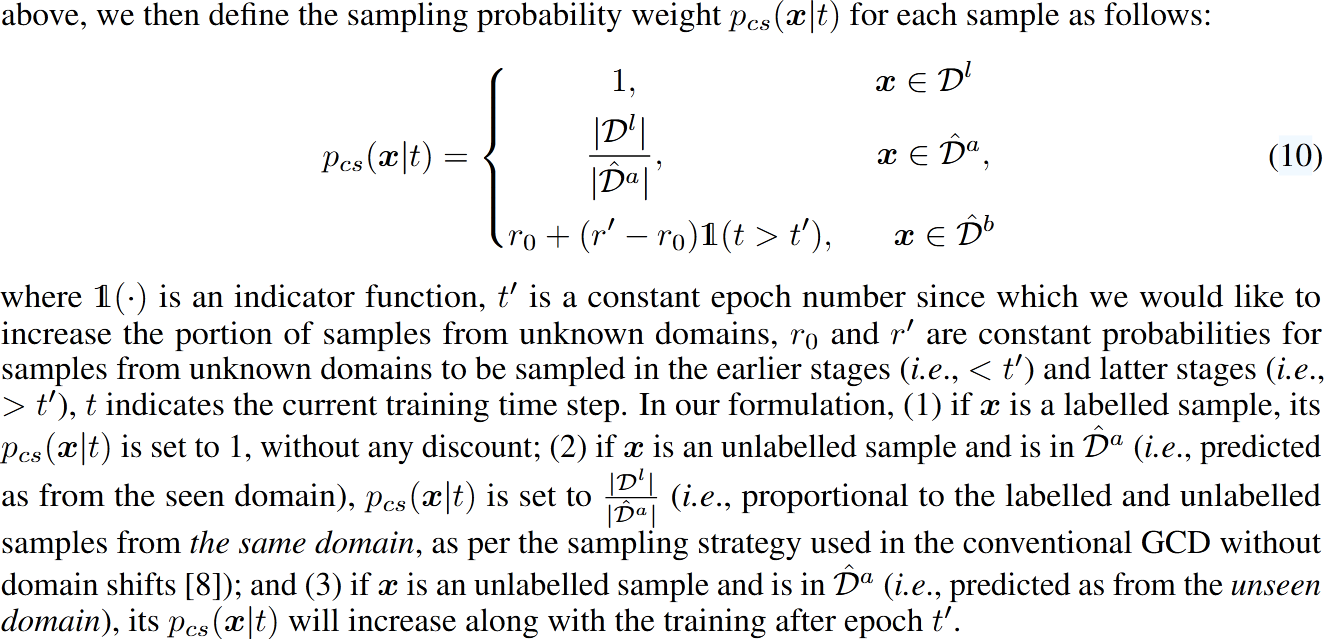 above, we then define the sampling probability weight $p_{cs}(\boldsymbol{x}|t)$ for each sample as follows:
$$p_{cs}(\boldsymbol{x}|t) = \begin{cases} 1, & \boldsymbol{x} \in \mathcal{D}^l \\ \dfrac{|\mathcal{D}^l|}{|\hat{\mathcal{D}}^a|}, & \boldsymbol{x} \in \hat{\mathcal{D}}^a, \\ r_0 + (r' - r_0)\mathbb{1}(t > t'), & \boldsymbol{x} \in \hat{\mathcal{D}}^b \end{cases} \quad (10)$$
where $\mathbb{1}(\cdot)$ is an indicator function, $t'$ is a constant epoch number since which we would like to
increase the portion of samples from unknown domains, $r_0$ and $r'$ are constant probabilities for
samples from unknown domains to be sampled in the earlier stages (i.e., $< t'$) and latter stages (i.e.,
$> t'$), $t$ indicates the current training time step. In our formulation, (1) if $\boldsymbol{x}$ is a labelled sample, its
$p_{cs}(\boldsymbol{x}|t)$ is set to 1, without any discount; (2) if $\boldsymbol{x}$ is an unlabelled sample and is in $\hat{\mathcal{D}}^a$ (i.e., predicted
as from the seen domain), $p_{cs}(\boldsymbol{x}|t)$ is set to $\frac{|\mathcal{D}^l|}{|\hat{\mathcal{D}}^a|}$ (i.e., proportional to the labelled and unlabelled
samples from the same domain, as per the sampling strategy used in the conventional GCD without
domain shifts [8]); and (3) if $\boldsymbol{x}$ is an unlabelled sample and is in $\hat{\mathcal{D}}^a$ (i.e., predicted as from the unseen
domain), its $p_{cs}(\boldsymbol{x}|t)$ will increase along with the training after epoch $t'$.